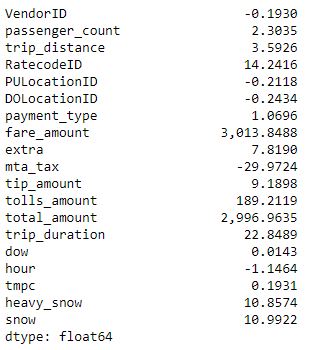 VendorID -0.1930
passenger_count 2.3035
trip_distance 3.5926
RatecodeID 14.2416
PULocationID -0.2118
DOLocationID -0.2434
payment_type 1.0696
fare_amount 3,013.8488
extra 7.8190
mta_tax -29.9724
tip_amount 9.1898
tolls_amount 189.2119
total_amount 2,996.9635
trip_duration 22.8489
dow 0.0143
hour -1.1464
tmpc 0.1931
heavy_snow 10.8574
snow 10.9922
dtype: float64